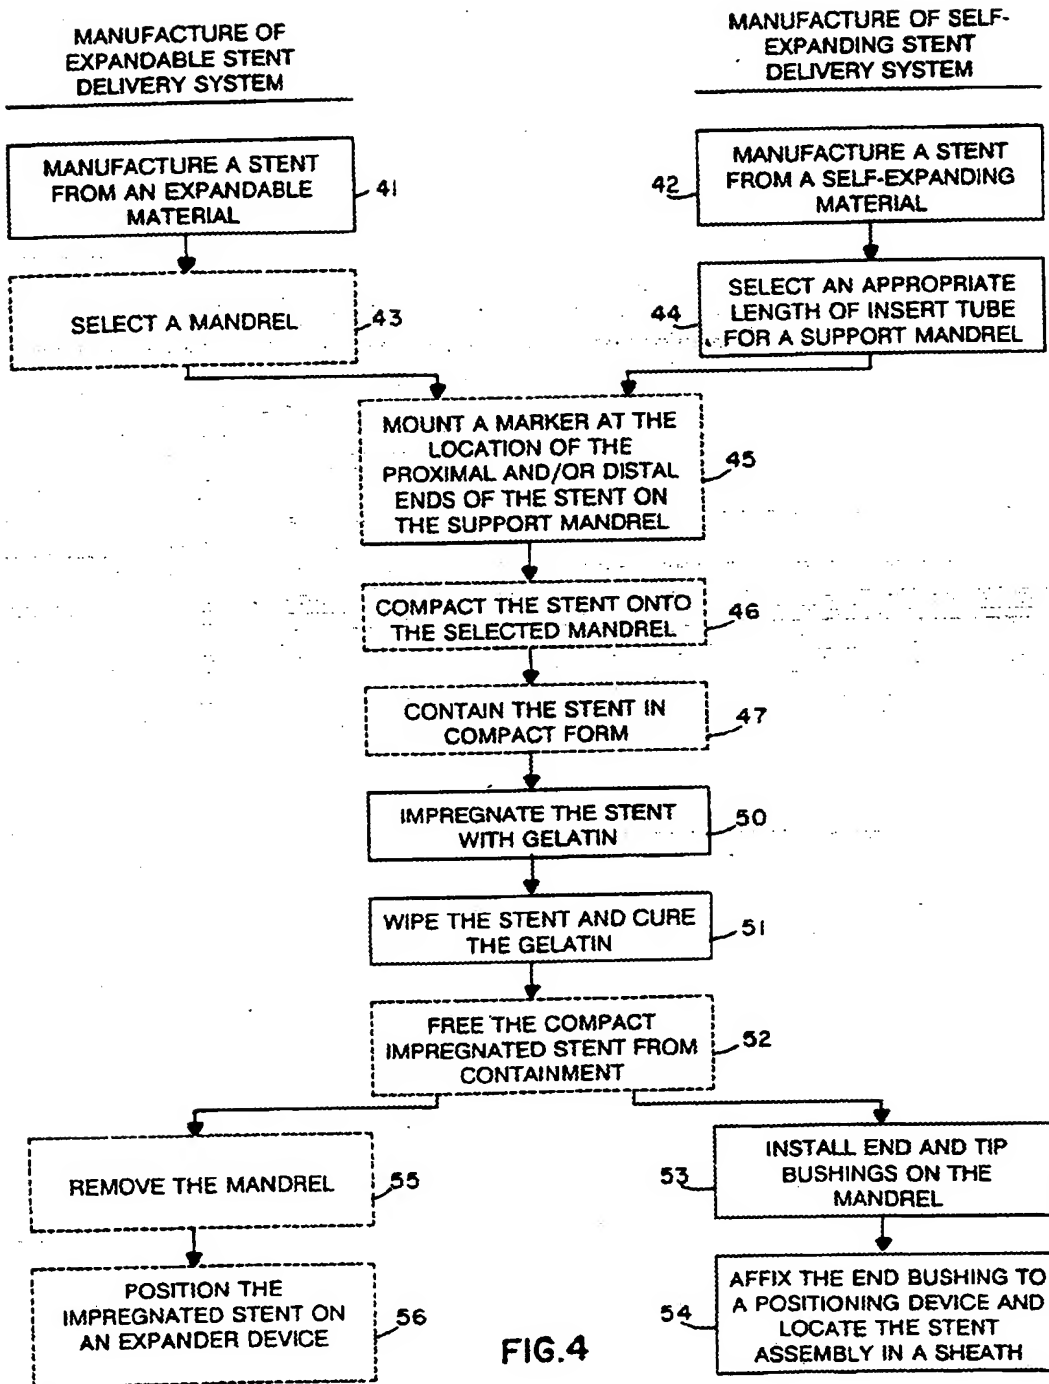 MANUFACTURE OF
EXPANDABLE STENT
DELIVERY SYSTEM
MANUFACTURE OF SELF-
EXPANDING STENT
DELIVERY SYSTEM
MANUFACTURE A STENT
FROM AN EXPANDABLE
MATERIAL
41
42
MANUFACTURE A STENT
FROM A SELF-EXPANDING
MATERIAL
SELECT A MANDREL
43
44
SELECT AN APPROPRIATE
LENGTH OF INSERT TUBE
FOR A SUPPORT MANDREL
MOUNT A MARKER AT THE
LOCATION OF THE
PROXIMAL AND/OR DISTAL
ENDS OF THE STENT ON
THE SUPPORT MANDREL
45
COMPACT THE STENT ONTO
THE SELECTED MANDREL
46
CONTAIN THE STENT IN
COMPACT FORM
47
IMPREGNATE THE STENT
WITH GELATIN
50
WIPE THE STENT AND CURE
THE GELATIN
51
FREE THE COMPACT
IMPREGNATED STENT FROM
CONTAINMENT
52
REMOVE THE MANDREL
55
53
INSTALL END AND TIP
BUSHINGS ON THE
MANDREL
POSITION THE
IMPREGNATED STENT ON
AN EXPANDER DEVICE
56
54
AFFIX THE END BUSHING TO
A POSITIONING DEVICE AND
LOCATE THE STENT
ASSEMBLY IN A SHEATH
FIG.4